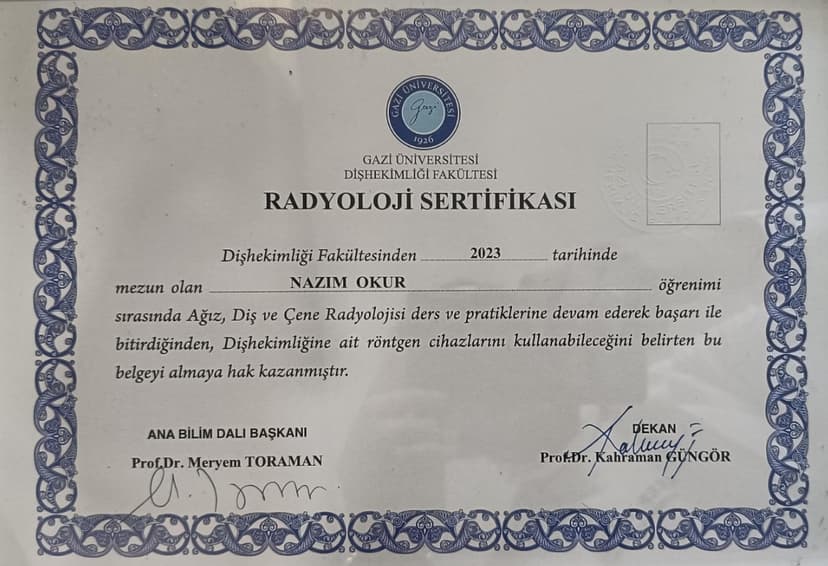 GAZİ ÜNİVERSİTESİ
Gazi
1926
GAZİ ÜNİVERSİTESİ
DİŞHEKİMLİĞİ FAKÜLTESİ
RADYOLOJİ SERTİFİKASI
Dişhekimliği Fakültesinden 2023 tarihinde
mezun olan NAZIM OKUR öğrenimi
sırasında Ağız, Diş ve Çene Radyolojisi ders ve pratiklerine devam ederek başarı ile
bitirdiğinden, Dişhekimliğine ait röntgen cihazlarını kullanabileceğini belirten bu
belgeyi almaya hak kazanmıştır.
ANA BİLİM DALI BAŞKANI
Prof.Dr. Meryem TORAMAN
DEKAN
Prof.Dr. Kahraman GÜNGÖR